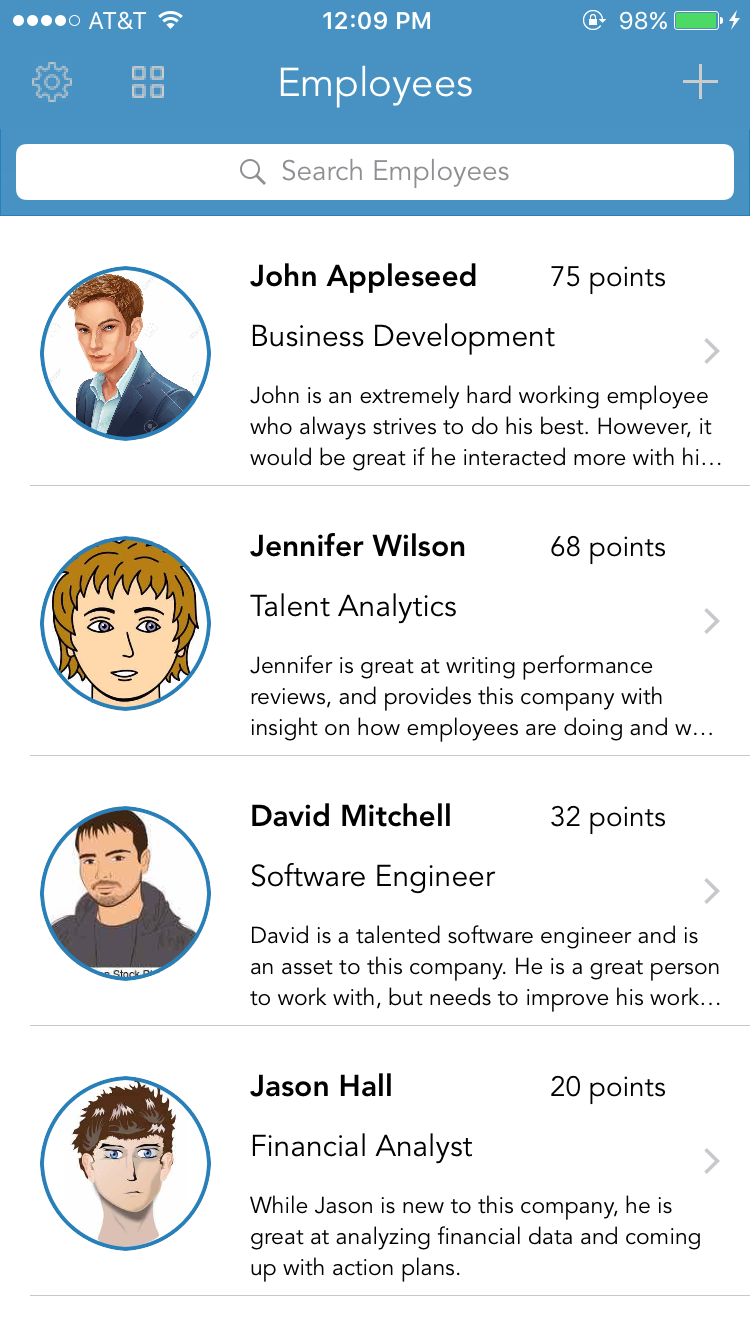 AT&T 12:09 PM 98%
Employees
Search Employees
John Appleseed 75 points
Business Development
John is an extremely hard working employee
who always strives to do his best. However, it
would be great if he interacted more with hi…
Jennifer Wilson 68 points
Talent Analytics
Jennifer is great at writing performance
reviews, and provides this company with
insight on how employees are doing and w…
David Mitchell 32 points
Software Engineer
David is a talented software engineer and is
an asset to this company. He is a great person
to work with, but needs to improve his work…
Stock
Jason Hall 20 points
Financial Analyst
While Jason is new to this company, he is
great at analyzing financial data and coming
up with action plans.